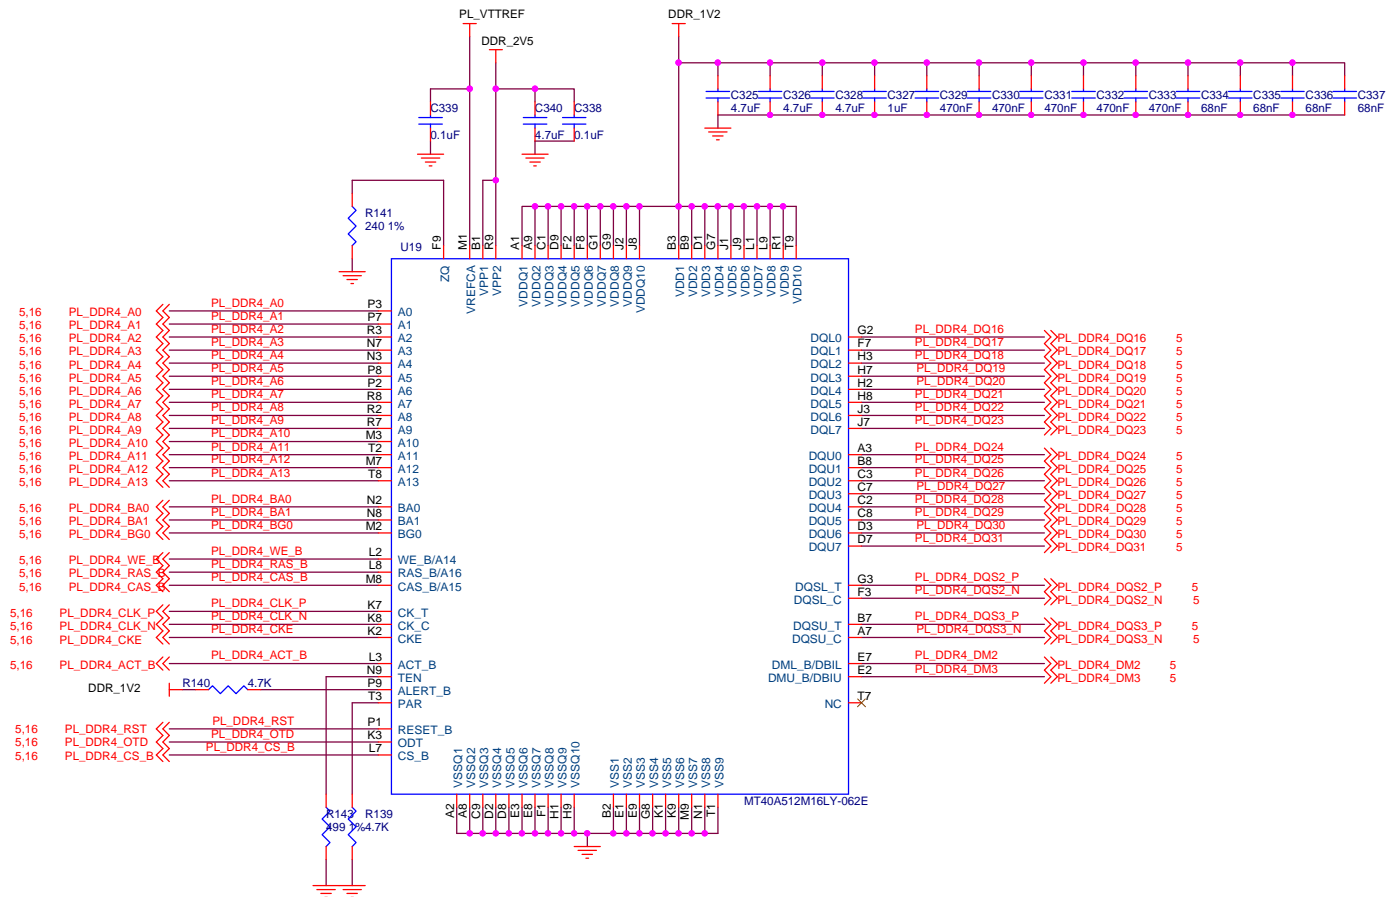 PL_VTTREF
DDR_2V5
DDR_1V2
C339
0.1uF
C340
4.7uF
C338
0.1uF
C325
4.7uF
C326
4.7uF
C328
4.7uF
C327
1uF
C329
470nF
C330
470nF
C331
470nF
C332
470nF
C333
470nF
C334
68nF
C335
68nF
C336
68nF
C337
68nF
R141
240 1%
U19
F9 M1 B1 R9 A1 A9 C1 D9 F2 F8 G1 G9 J2 J8 B3 B9 D1 G7 J1 J9 L1 L9 R1 T9
ZQ VREFCA VPP1 VPP2 VDDQ1 VDDQ2 VDDQ3 VDDQ4 VDDQ5 VDDQ6 VDDQ7 VDDQ8 VDDQ9 VDDQ10 VDD1 VDD2 VDD3 VDD4 VDD5 VDD6 VDD7 VDD8 VDD9 VDD10
5,16 PL_DDR4_A0 PL_DDR4_A0 P3 A0
5,16 PL_DDR4_A1 PL_DDR4_A1 P7 A1
5,16 PL_DDR4_A2 PL_DDR4_A2 R3 A2
5,16 PL_DDR4_A3 PL_DDR4_A3 N7 A3
5,16 PL_DDR4_A4 PL_DDR4_A4 N3 A4
5,16 PL_DDR4_A5 PL_DDR4_A5 P8 A5
5,16 PL_DDR4_A6 PL_DDR4_A6 P2 A6
5,16 PL_DDR4_A7 PL_DDR4_A7 R8 A7
5,16 PL_DDR4_A8 PL_DDR4_A8 R2 A8
5,16 PL_DDR4_A9 PL_DDR4_A9 R7 A9
5,16 PL_DDR4_A10 PL_DDR4_A10 M3 A10
5,16 PL_DDR4_A11 PL_DDR4_A11 T2 A11
5,16 PL_DDR4_A12 PL_DDR4_A12 M7 A12
5,16 PL_DDR4_A13 PL_DDR4_A13 T8 A13
5,16 PL_DDR4_BA0 PL_DDR4_BA0 N2 BA0
5,16 PL_DDR4_BA1 PL_DDR4_BA1 N8 BA1
5,16 PL_DDR4_BG0 PL_DDR4_BG0 M2 BG0
5,16 PL_DDR4_WE_B PL_DDR4_WE_B L2 WE_B/A14
5,16 PL_DDR4_RAS_B PL_DDR4_RAS_B L8 RAS_B/A16
5,16 PL_DDR4_CAS_B PL_DDR4_CAS_B M8 CAS_B/A15
5,16 PL_DDR4_CLK_P PL_DDR4_CLK_P K7 CK_T
5,16 PL_DDR4_CLK_N PL_DDR4_CLK_N K8 CK_C
5,16 PL_DDR4_CKE PL_DDR4_CKE K2 CKE
5,16 PL_DDR4_ACT_B PL_DDR4_ACT_B L3 ACT_B
N9 TEN
DDR_1V2 R140 4.7K P9 ALERT_B
T3 PAR
5,16 PL_DDR4_RST PL_DDR4_RST P1 RESET_B
5,16 PL_DDR4_OTD PL_DDR4_OTD K3 ODT
5,16 PL_DDR4_CS_B PL_DDR4_CS_B L7 CS_B
DQL0 G2 PL_DDR4_DQ16 PL_DDR4_DQ16 5
DQL1 F7 PL_DDR4_DQ17 PL_DDR4_DQ17 5
DQL2 H3 PL_DDR4_DQ18 PL_DDR4_DQ18 5
DQL3 H7 PL_DDR4_DQ19 PL_DDR4_DQ19 5
DQL4 H2 PL_DDR4_DQ20 PL_DDR4_DQ20 5
DQL5 H8 PL_DDR4_DQ21 PL_DDR4_DQ21 5
DQL6 J3 PL_DDR4_DQ22 PL_DDR4_DQ22 5
DQL7 J7 PL_DDR4_DQ23 PL_DDR4_DQ23 5
DQU0 A3 PL_DDR4_DQ24 PL_DDR4_DQ24 5
DQU1 B8 PL_DDR4_DQ25 PL_DDR4_DQ25 5
DQU2 C3 PL_DDR4_DQ26 PL_DDR4_DQ26 5
DQU3 C7 PL_DDR4_DQ27 PL_DDR4_DQ27 5
DQU4 C2 PL_DDR4_DQ28 PL_DDR4_DQ28 5
DQU5 C8 PL_DDR4_DQ29 PL_DDR4_DQ29 5
DQU6 D3 PL_DDR4_DQ30 PL_DDR4_DQ30 5
DQU7 D7 PL_DDR4_DQ31 PL_DDR4_DQ31 5
DQSL_T G3 PL_DDR4_DQS2_P PL_DDR4_DQS2_P 5
DQSL_C F3 PL_DDR4_DQS2_N PL_DDR4_DQS2_N 5
DQSU_T B7 PL_DDR4_DQS3_P PL_DDR4_DQS3_P 5
DQSU_C A7 PL_DDR4_DQS3_N PL_DDR4_DQS3_N 5
DML_B/DBIL E7 PL_DDR4_DM2 PL_DDR4_DM2 5
DMU_B/DBIU E2 PL_DDR4_DM3 PL_DDR4_DM3 5
NC T7
VSSQ1 VSSQ2 VSSQ3 VSSQ4 VSSQ5 VSSQ6 VSSQ7 VSSQ8 VSSQ9 VSSQ10 VSS1 VSS2 VSS3 VSS4 VSS5 VSS6 VSS7 VSS8 VSS9
A2 A8 C9 D2 D8 E3 E8 F1 H1 H9 B2 E1 E9 G8 K1 K9 M9 N1 T1
MT40A512M16LY-062E
R143
499 1%
R139
4.7K